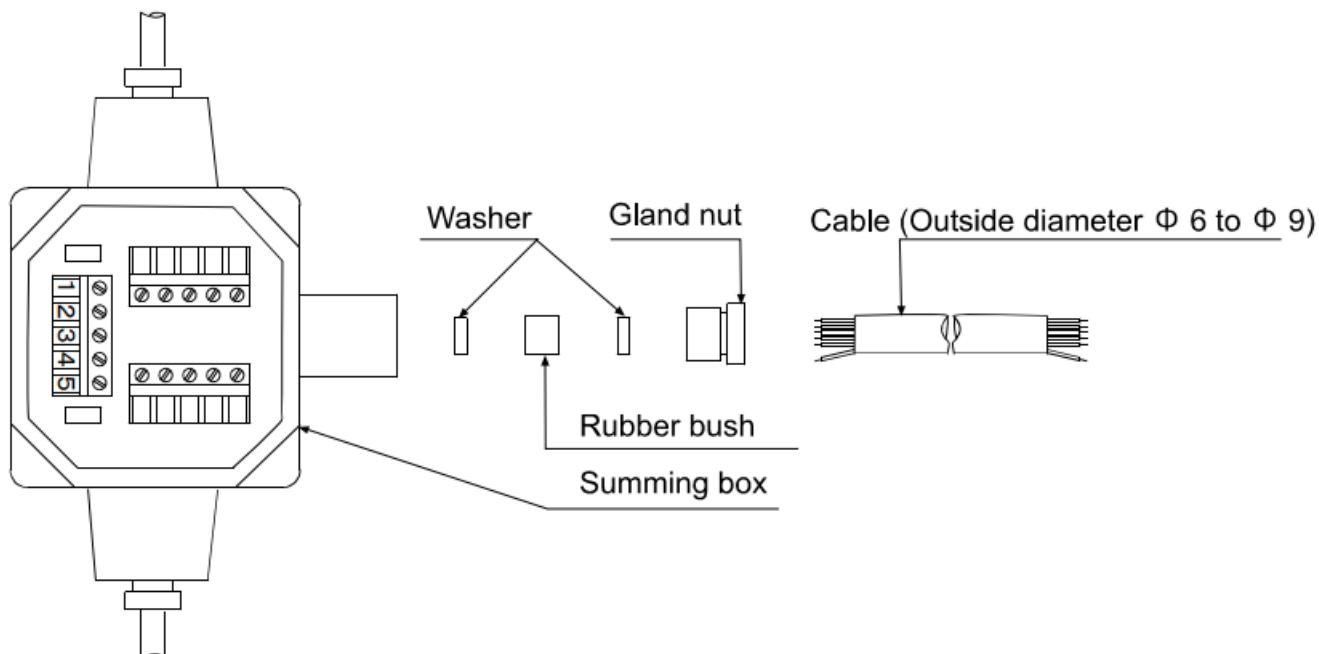 Washer
Gland nut
Cable (Outside diameter Φ 6 to Φ 9)
1
2
3
4
5
Rubber bush
Summing box